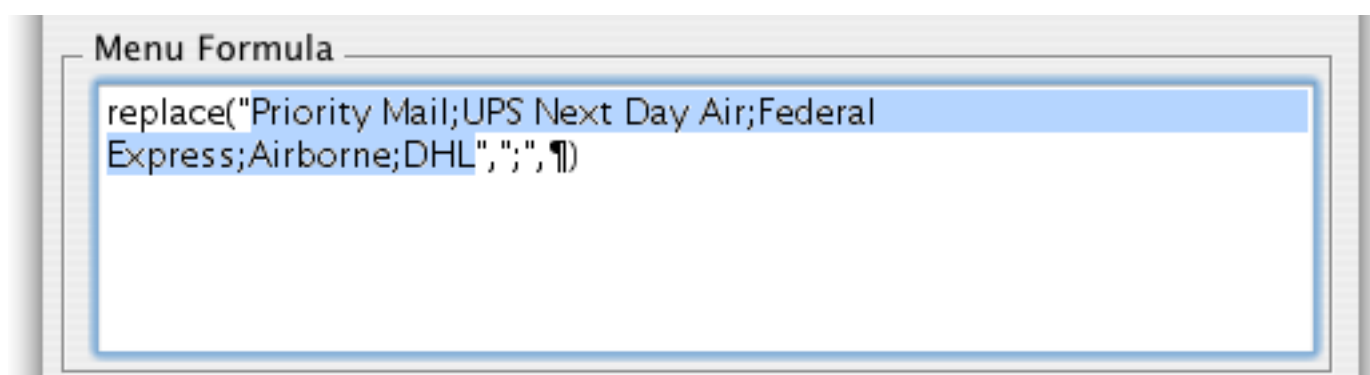 Menu Formula
replace("Priority Mail;UPS Next Day Air;Federal
Express;Airborne;DHL",";",¶)